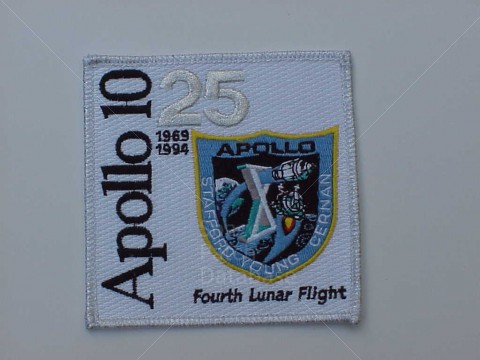 Apollo 10
25
1969
1994
APOLLO
X
STAFFORD YOUNG CERNAN
Fourth Lunar Flight